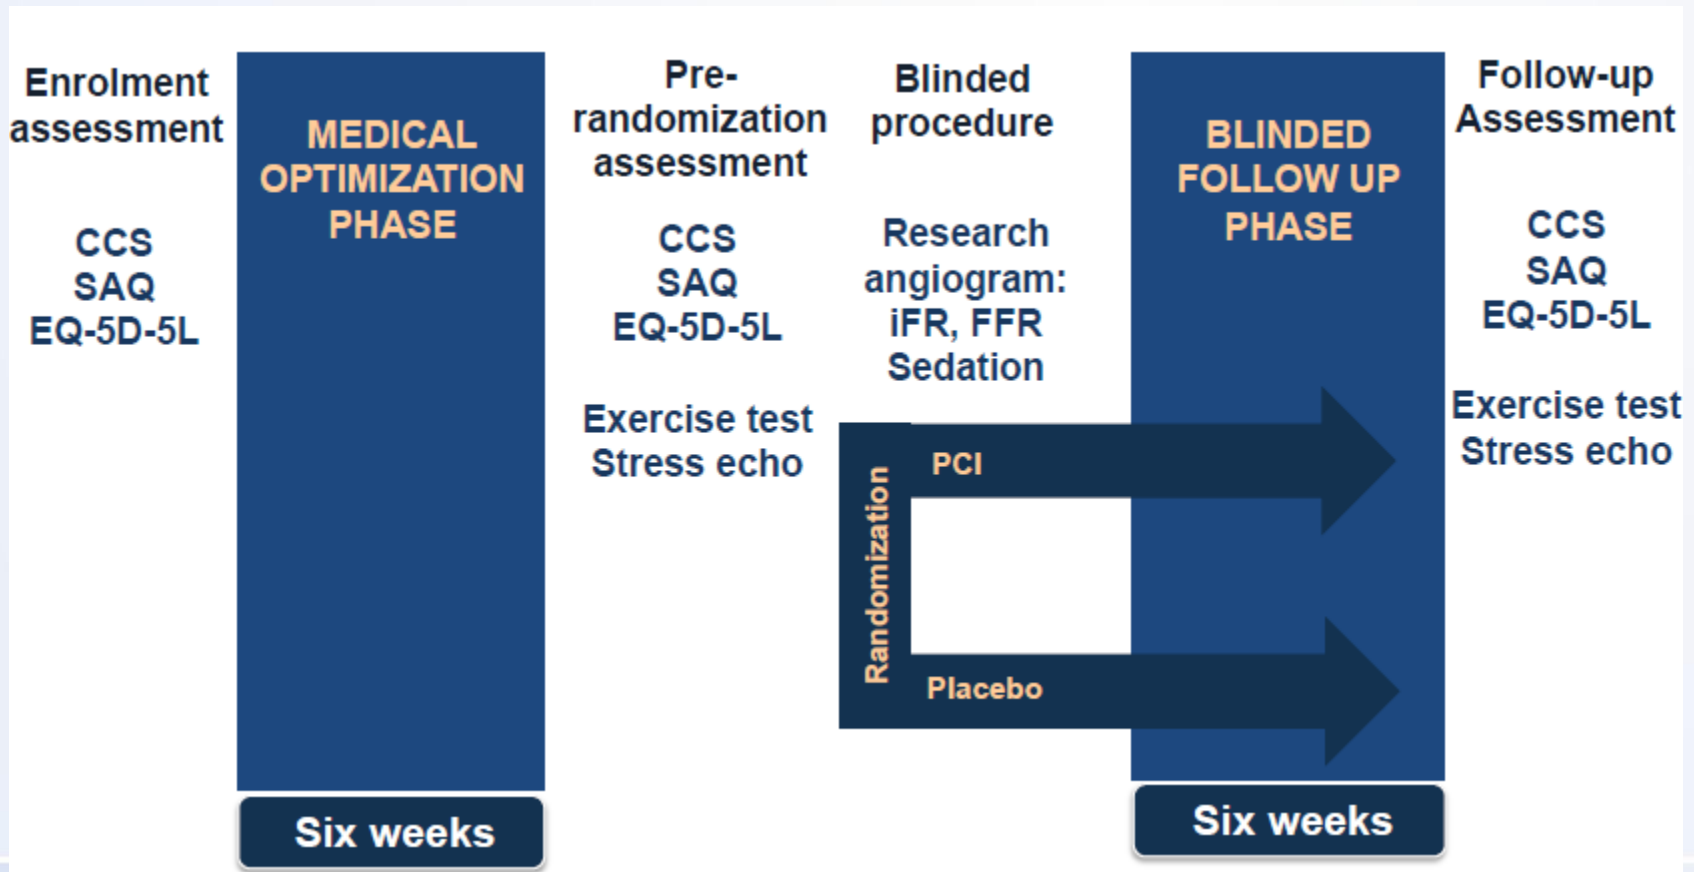 Enrolment
assessment
CCS
SAQ
EQ-5D-5L
MEDICAL
OPTIMIZATION
PHASE
Six weeks
Pre-
randomization
assessment
CCS
SAQ
EQ-5D-5L
Exercise test
Stress echo
Blinded
procedure
Research
angiogram:
iFR, FFR
Sedation
Randomization
PCI
Placebo
BLINDED
FOLLOW UP
PHASE
Six weeks
Follow-up
Assessment
CCS
SAQ
EQ-5D-5L
Exercise test
Stress echo